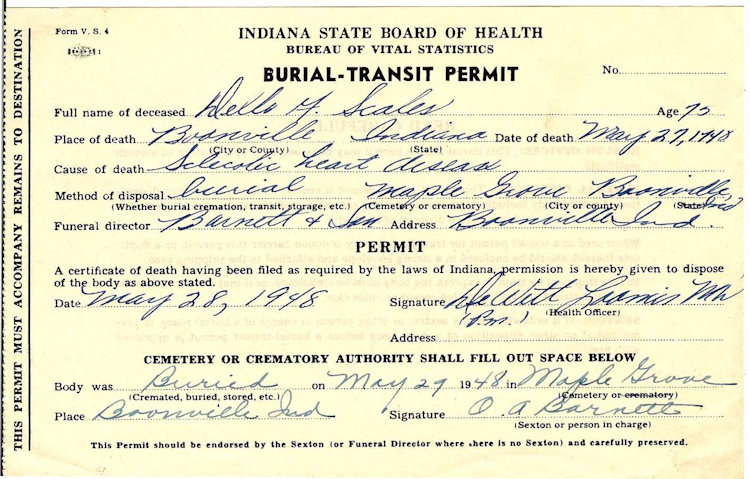 THIS PERMIT MUST ACCOMPANY REMAINS TO DESTINATION
Form V. S. 4
INDIANA STATE BOARD OF HEALTH
BUREAU OF VITAL STATISTICS
BURIAL-TRANSIT PERMIT
No.
Full name of deceased Della F. Scales Age 75
Place of death Boonville Indiana Date of death May 27, 1948
(City or County) (State)
Cause of death heart disease
Method of disposal burial Maple Grove Boonville Ind
(Whether burial cremation, transit, storage, etc.) (Cemetery or crematory) (City or county) (State)
Funeral director Barnett & Son Address Boonville Ind.
PERMIT
A certificate of death having been filed as required by the laws of Indiana, permission is hereby given to dispose
of the body as above stated.
Date May 28, 1948 Signature DeWitt Loomis
(Health Officer)
Address
CEMETERY OR CREMATORY AUTHORITY SHALL FILL OUT SPACE BELOW
Body was Buried on May 29 1948 in Maple Grove
(Cremated, buried, stored, etc.) (Cemetery or crematory)
Place Boonville Ind Signature O. A Barnett
(Sexton or person in charge)
This Permit should be endorsed by the Sexton (or Funeral Director where there is no Sexton) and carefully preserved.